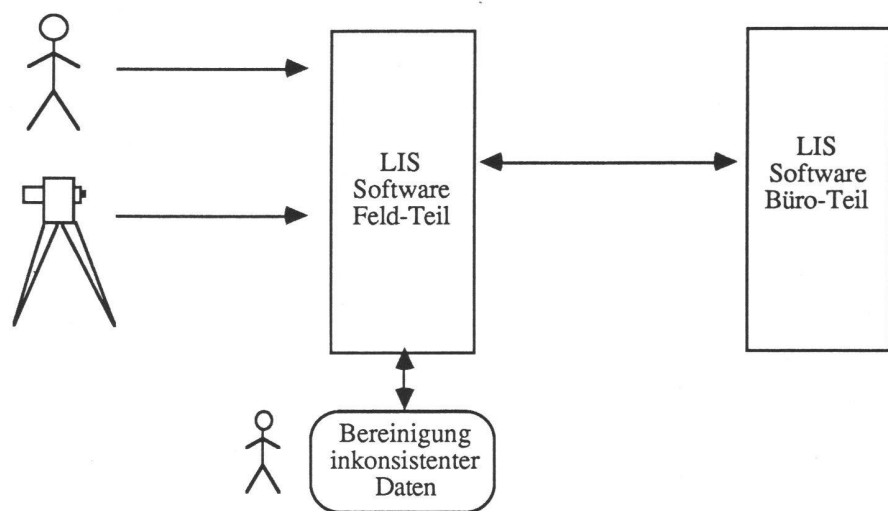 LIS
Software
Feld-Teil
LIS
Software
Büro-Teil
Bereinigung
inkonsistenter
Daten